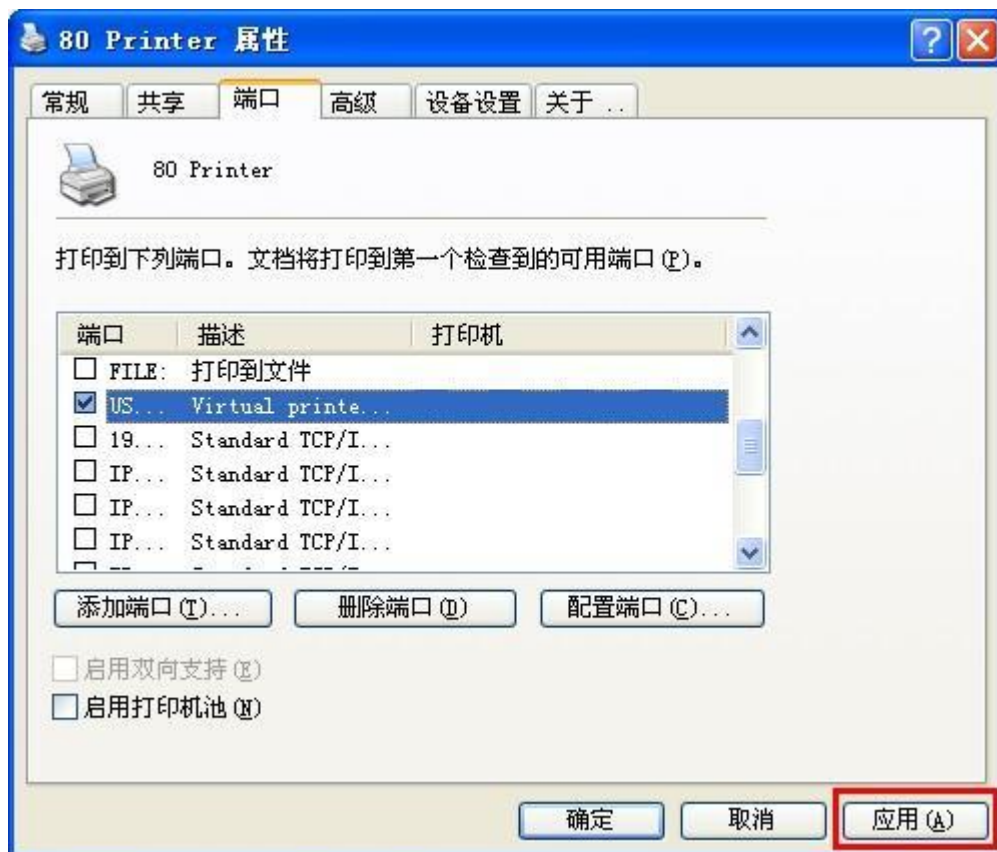 80 Printer 属性
常规 共享 端口 高级 设备设置 关于 ..
80 Printer
打印到下列端口。文档将打印到第一个检查到的可用端口(P)。
端口 描述 打印机
FILE: 打印到文件
US... Virtual printe...
19... Standard TCP/I...
IP... Standard TCP/I...
IP... Standard TCP/I...
IP... Standard TCP/I...
添加端口(T)... 删除端口(D) 配置端口(C)...
启用双向支持(E)
启用打印机池(N)
确定 取消 应用(A)